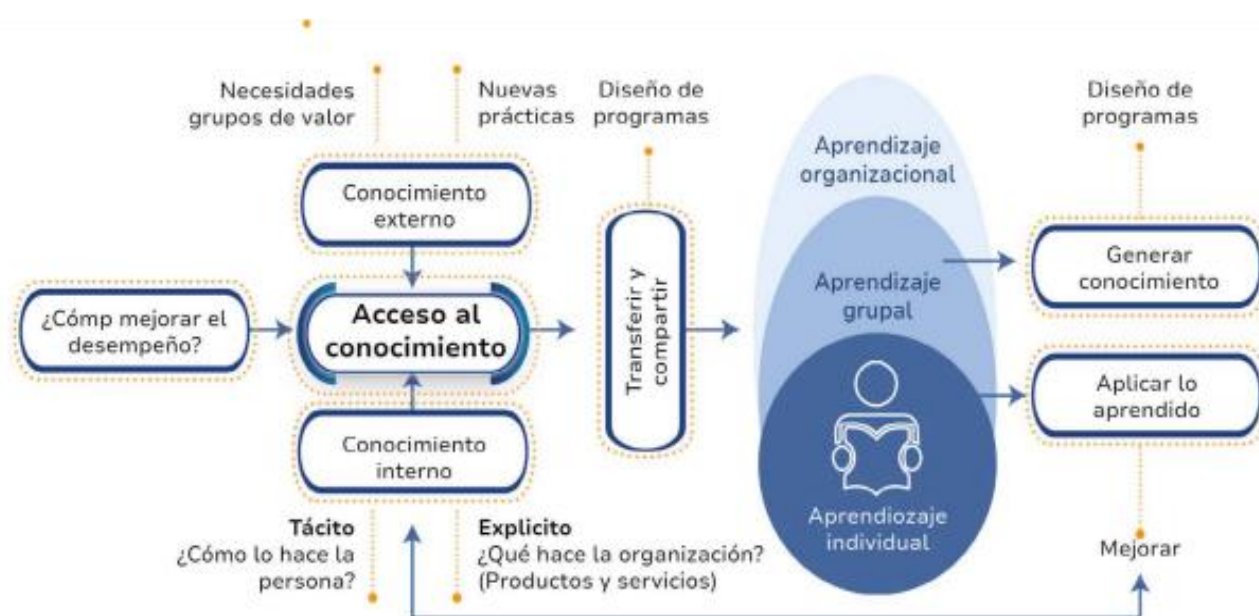 Necesidades
grupos de valor
Nuevas
prácticas
Diseño de
programas
Diseño de
programas
Conocimiento
externo
Aprendizaje
organizacional
¿Cómp mejorar el
desempeño?
Acceso al
conocimiento
Transferir y
compartir
Aprendizaje
grupal
Generar
conocimiento
Aplicar lo
aprendido
Conocimiento
interno
Aprendiozaje
individual
Tácito
¿Cómo lo hace la
persona?
Explicito
¿Qué hace la organización?
(Productos y servicios)
Mejorar